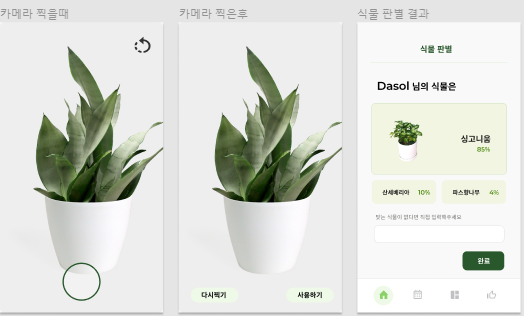 카메라 찍을때
카메라 찍은후
식물 판별 결과
다시찍기
사용하기
식물 판별
Dasol 님의 식물은
싱고니움
85%
산세베리아 10%
파스향나무 4%
맞는 식물이 없다면 직접 입력해주세요
완료